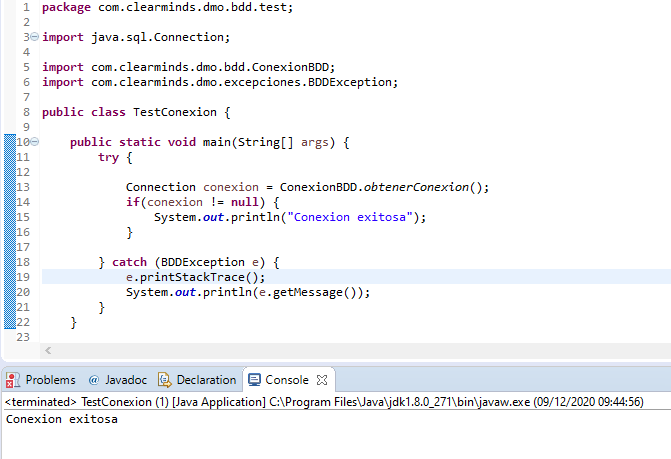 1 package com.clearminds.dmo.bdd.test;
2
3 import java.sql.Connection;
4
5 import com.clearminds.dmo.bdd.ConexionBDD;
6 import com.clearminds.dmo.excepciones.BDDException;
7
8 public class TestConexion {
9
10 public static void main(String[] args) {
11 try {
12
13 Connection conexion = ConexionBDD.obtenerConexion();
14 if(conexion != null) {
15 System.out.println("Conexion exitosa");
16 }
17
18 } catch (BDDException e) {
19 e.printStackTrace();
20 System.out.println(e.getMessage());
21 }
22 }
23
Problems @ Javadoc Declaration Console
<terminated> TestConexion (1) [Java Application] C:\Program Files\Java\jdk1.8.0_271\bin\javaw.exe (09/12/2020 09:44:56)
Conexion exitosa